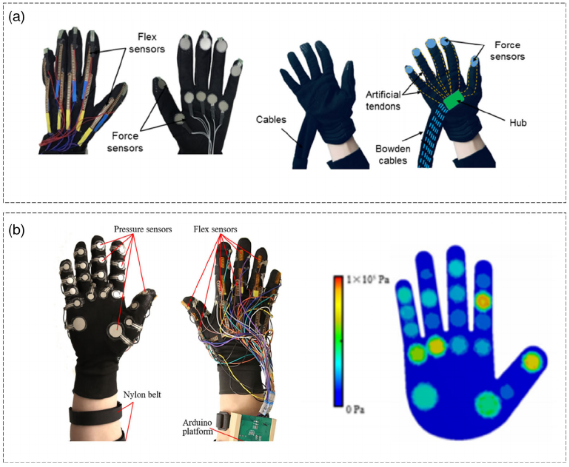 (a)
Flex
sensors
Force
sensors
Cables
Force
sensors
Artificial
tendons
Hub
Bowden
cables
(b)
Pressure sensors
Flex sensors
Nylon belt
Arduino
platform
1×10⁵ Pa
0 Pa